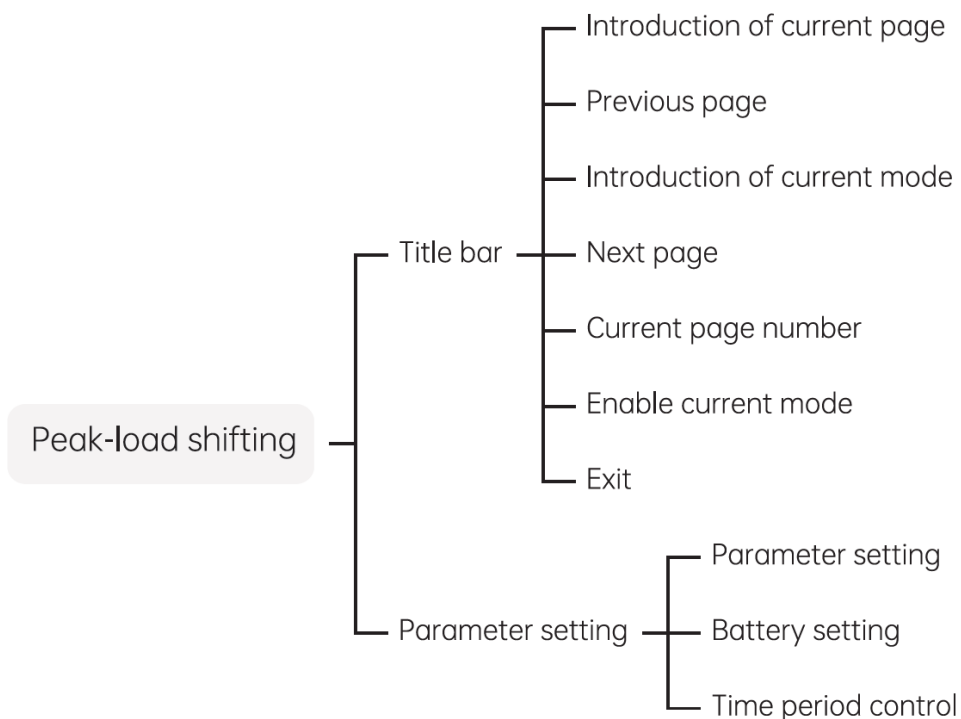 Introduction of current page
Previous page
Introduction of current mode
Title bar
Next page
Current page number
Enable current mode
Peak-load shifting
Exit
Parameter setting
Parameter setting
Battery setting
Time period control